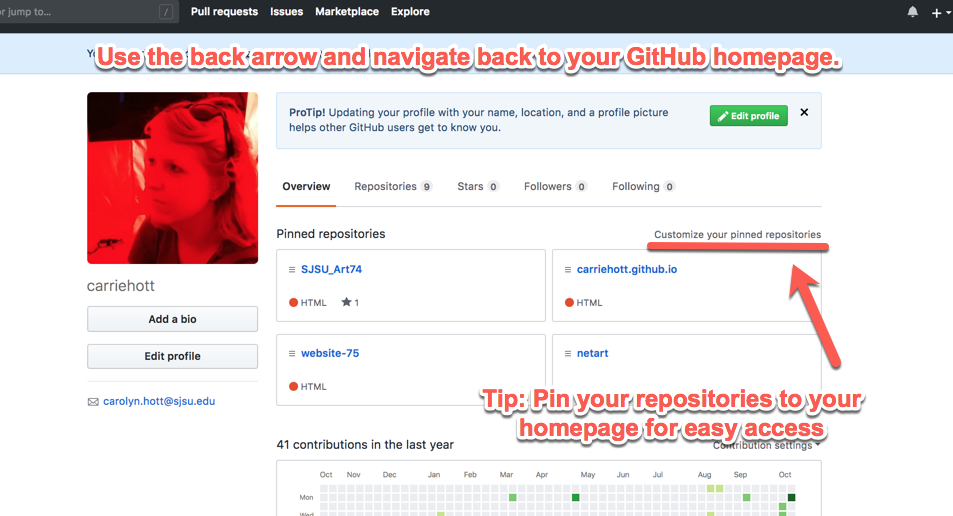 or jump to... / Pull requests Issues Marketplace Explore
Use the back arrow and navigate back to your GitHub homepage.
ProTip! Updating your profile with your name, location, and a profile picture
helps other GitHub users get to know you.
Edit profile
Overview Repositories 9 Stars 0 Followers 0 Following 0
Pinned repositories Customize your pinned repositories
SJSU_Art74
HTML 1
carriehott.github.io
HTML
carriehott
Add a bio
Edit profile
carolyn.hott@sjsu.edu
website-75
HTML
netart
Tip: Pin your repositories to your
homepage for easy access
41 contributions in the last year
Contribution settings
Oct Nov Dec Jan Feb Mar Apr May Jun Jul Aug Sep Oct
Mon
Wed